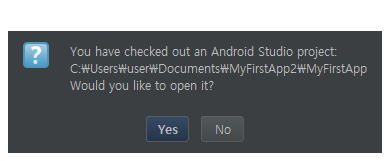 You have checked out an Android Studio project:
C:₩Users₩user₩Documents₩MyFirstApp2₩MyFirstApp
Would you like to open it?
Yes
No